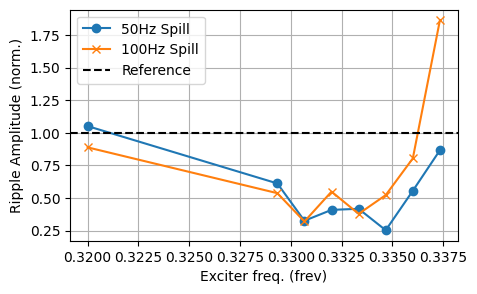 50Hz Spill
100Hz Spill
Reference
Ripple Amplitude (norm.)
1.75
1.50
1.25
1.00
0.75
0.50
0.25
0.3200 0.3225 0.3250 0.3275 0.3300 0.3325 0.3350 0.3375
Exciter freq. (frev)